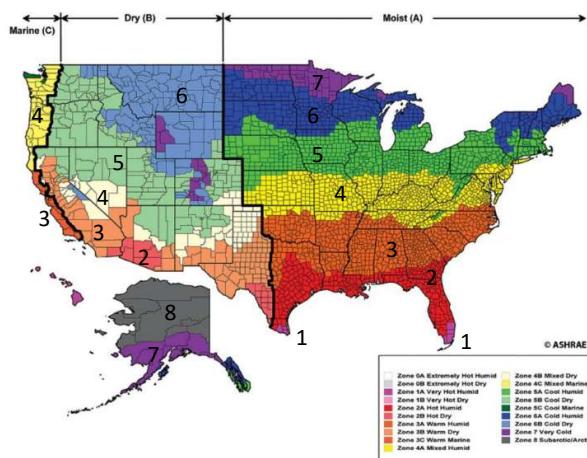 Marine (C)
Dry (B)
Moist (A)
7
6
6
4
5
5
4
4
3
3
3
2
2
8
1
1
7
© ASHRAE
Zone 0A Extremely Hot Humid
Zone 0B Extremely Hot Dry
Zone 1A Very Hot Humid
Zone 1B Very Hot Dry
Zone 2A Hot Humid
Zone 2B Hot Dry
Zone 3A Warm Humid
Zone 3B Warm Dry
Zone 3C Warm Marine
Zone 4A Mixed Humid
Zone 4B Mixed Dry
Zone 4C Mixed Marine
Zone 5A Cool Humid
Zone 5B Cool Dry
Zone 5C Cool Marine
Zone 6A Cold Humid
Zone 6B Cold Dry
Zone 7 Very Cold
Zone 8 Subarctic/Arct